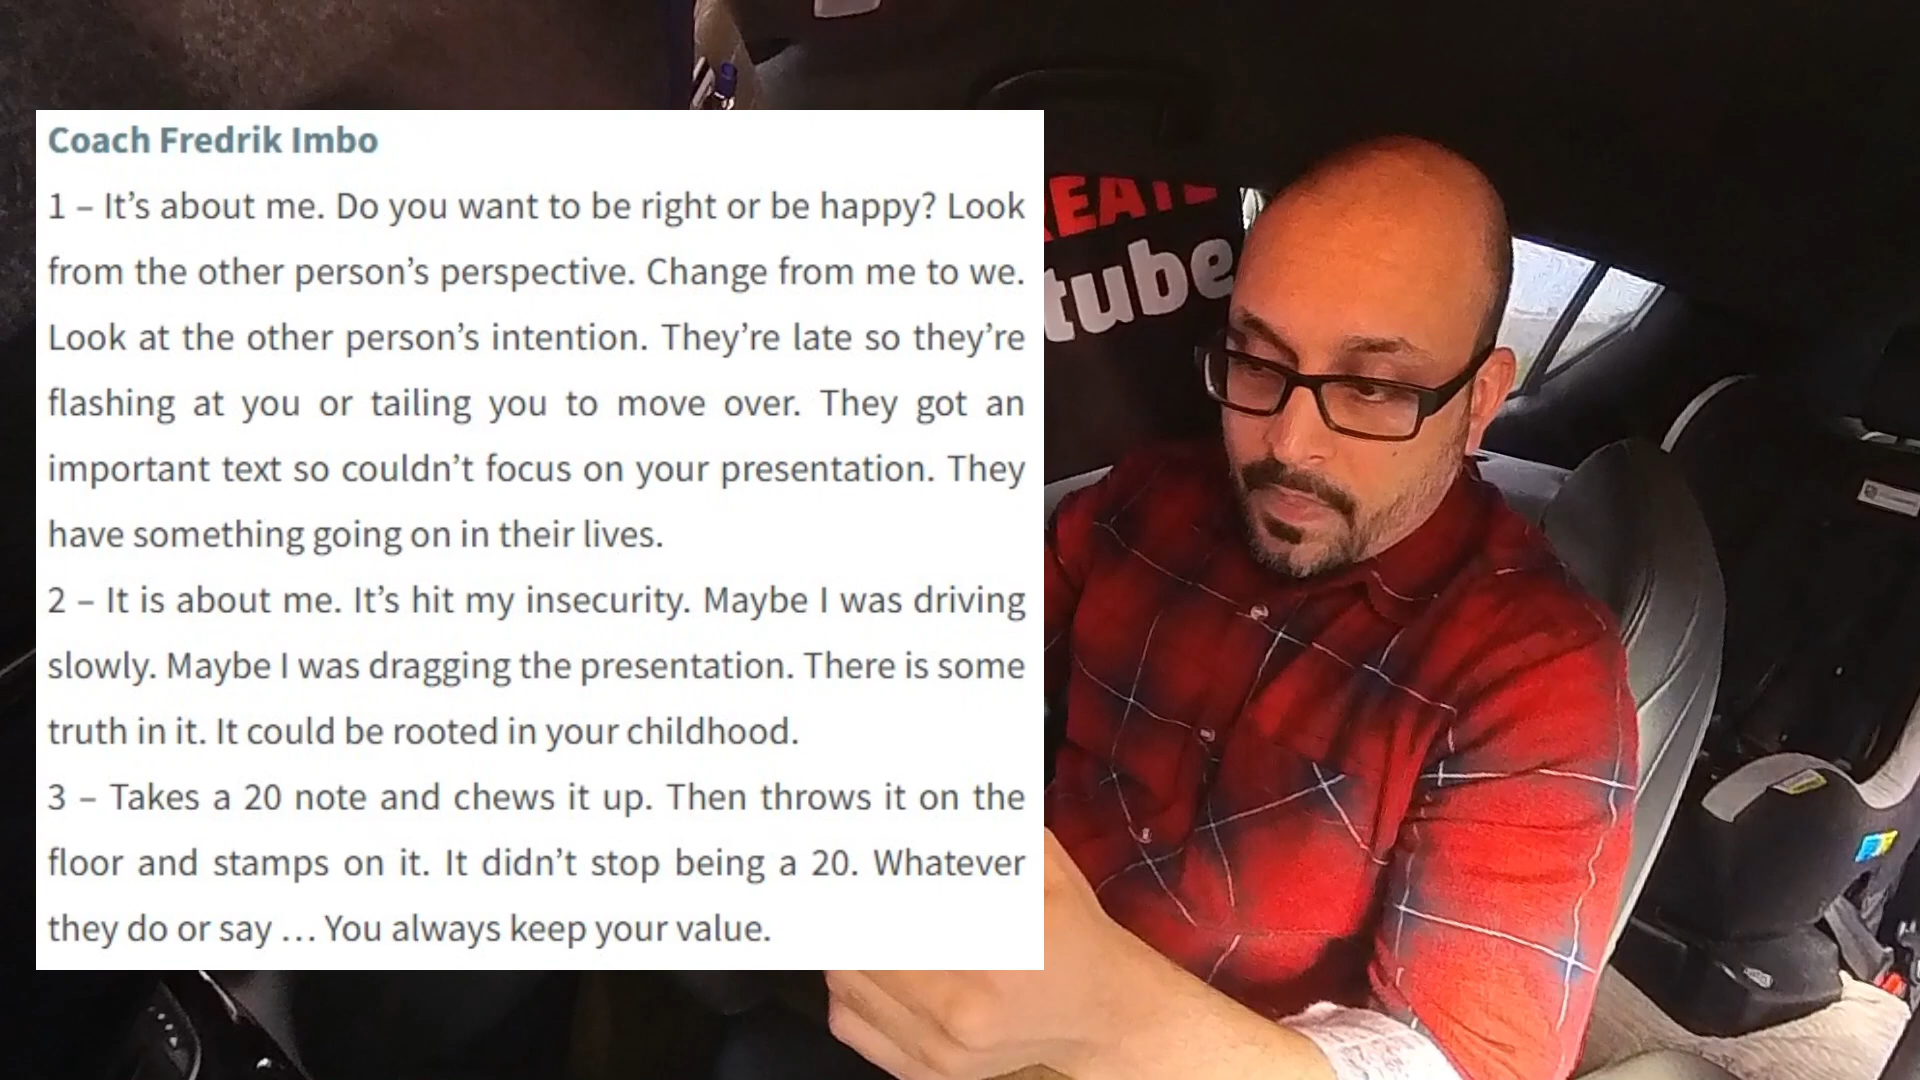 Coach Fredrik Imbo
1 – It's about me. Do you want to be right or be happy? Look
from the other person's perspective. Change from me to we.
Look at the other person's intention. They're late so they're
flashing at you or tailing you to move over. They got an
important text so couldn't focus on your presentation. They
have something going on in their lives.
2 – It is about me. It's hit my insecurity. Maybe I was driving
slowly. Maybe I was dragging the presentation. There is some
truth in it. It could be rooted in your childhood.
3 – Takes a 20 note and chews it up. Then throws it on the
floor and stamps on it. It didn't stop being a 20. Whatever
they do or say … You always keep your value.
tube